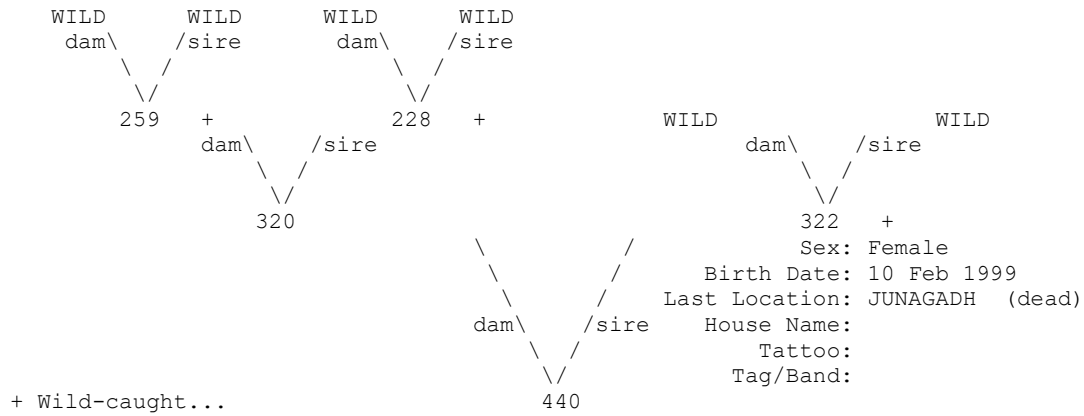 WILD WILD WILD WILD
dam\ /sire dam\ /sire
\ / \ /
\/ \/
259 + 228 + WILD WILD
dam\ /sire dam\ /sire
\ / \ /
\/ \/
320 322 +
\ / Sex: Female
\ / Birth Date: 10 Feb 1999
\ / Last Location: JUNAGADH (dead)
dam\ /sire House Name:
\ / Tattoo:
\/ Tag/Band:
+ Wild-caught... 440